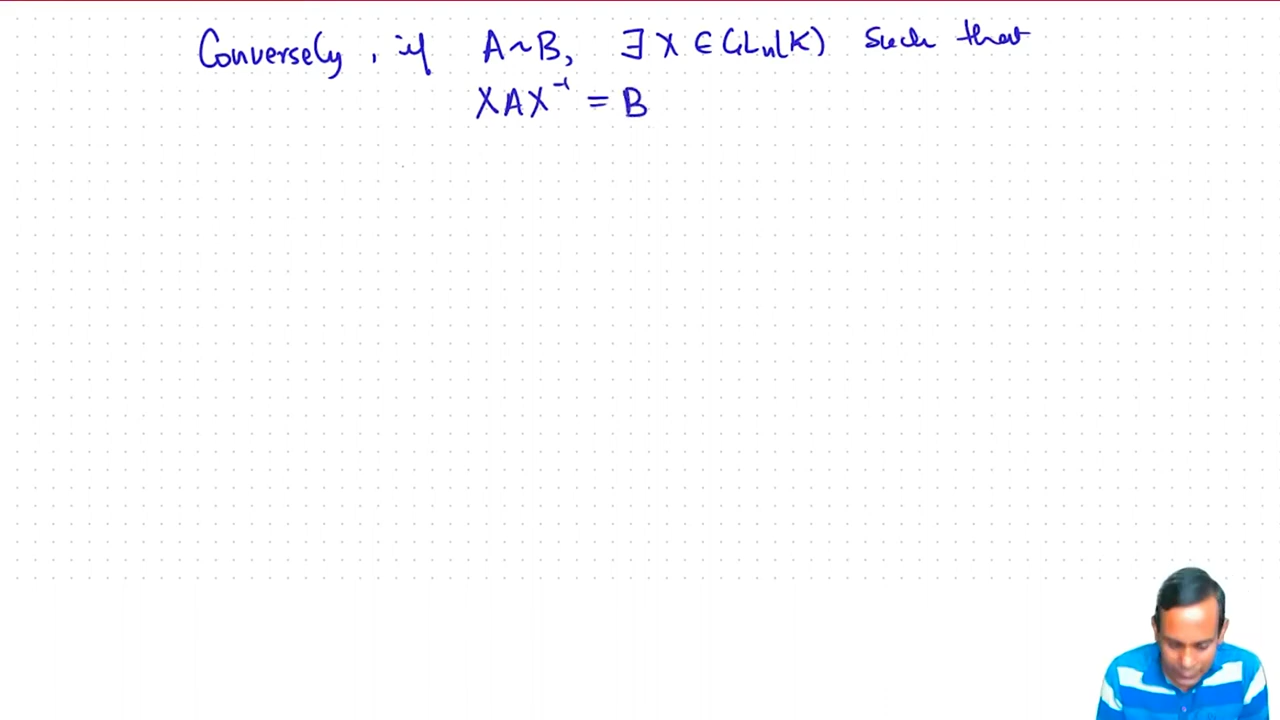 Conversely, if A~B, ∃ X ∈ GLn(K) such that
XAX⁻¹ = B